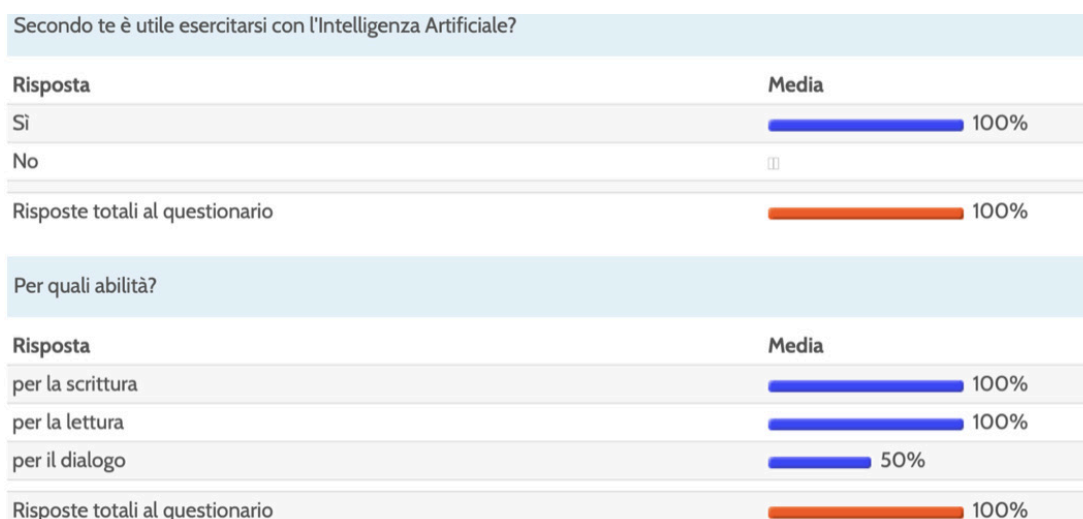 Secondo te è utile esercitarsi con l'Intelligenza Artificiale?
Risposta Media
Sì 100%
No
Risposte totali al questionario 100%
Per quali abilità?
Risposta Media
per la scrittura 100%
per la lettura 100%
per il dialogo 50%
Risposte totali al questionario 100%